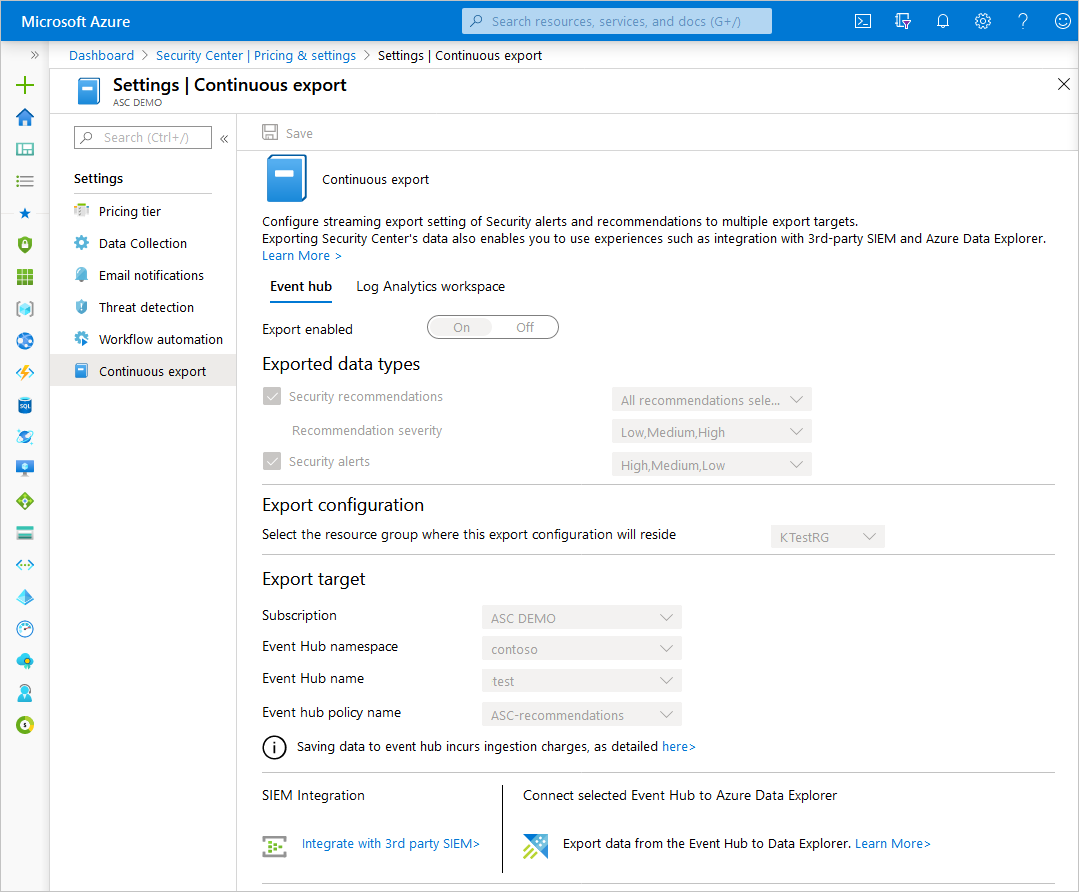 Microsoft Azure
Search resources, services, and docs (G+/)
Dashboard > Security Center | Pricing & settings > Settings | Continuous export
Settings | Continuous export
ASC DEMO
Search (Ctrl+/)
Settings
Pricing tier
Data Collection
Email notifications
Threat detection
Workflow automation
Continuous export
Save
Continuous export
Configure streaming export setting of Security alerts and recommendations to multiple export targets.
Exporting Security Center's data also enables you to use experiences such as integration with 3rd-party SIEM and Azure Data Explorer.
Learn More >
Event hub Log Analytics workspace
Export enabled On Off
Exported data types
Security recommendations All recommendations sele...
Recommendation severity Low,Medium,High
Security alerts High,Medium,Low
Export configuration
Select the resource group where this export configuration will reside KTestRG
Export target
Subscription ASC DEMO
Event Hub namespace contoso
Event Hub name test
Event hub policy name ASC-recommendations
Saving data to event hub incurs ingestion charges, as detailed here>
SIEM Integration
Integrate with 3rd party SIEM>
Connect selected Event Hub to Azure Data Explorer
Export data from the Event Hub to Data Explorer. Learn More>